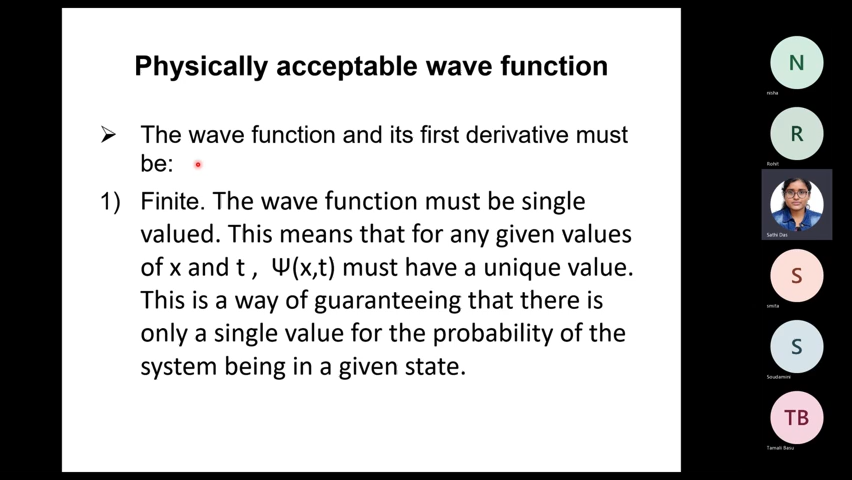 Physically acceptable wave function
➢ The wave function and its first derivative must
be:
1) Finite. The wave function must be single
valued. This means that for any given values
of x and t , Ψ(x,t) must have a unique value.
This is a way of guaranteeing that there is
only a single value for the probability of the
system being in a given state.
N
nisha
R
Rohit
Sathi Das
S
smita
S
Soudamini
TB
Tamali Basu